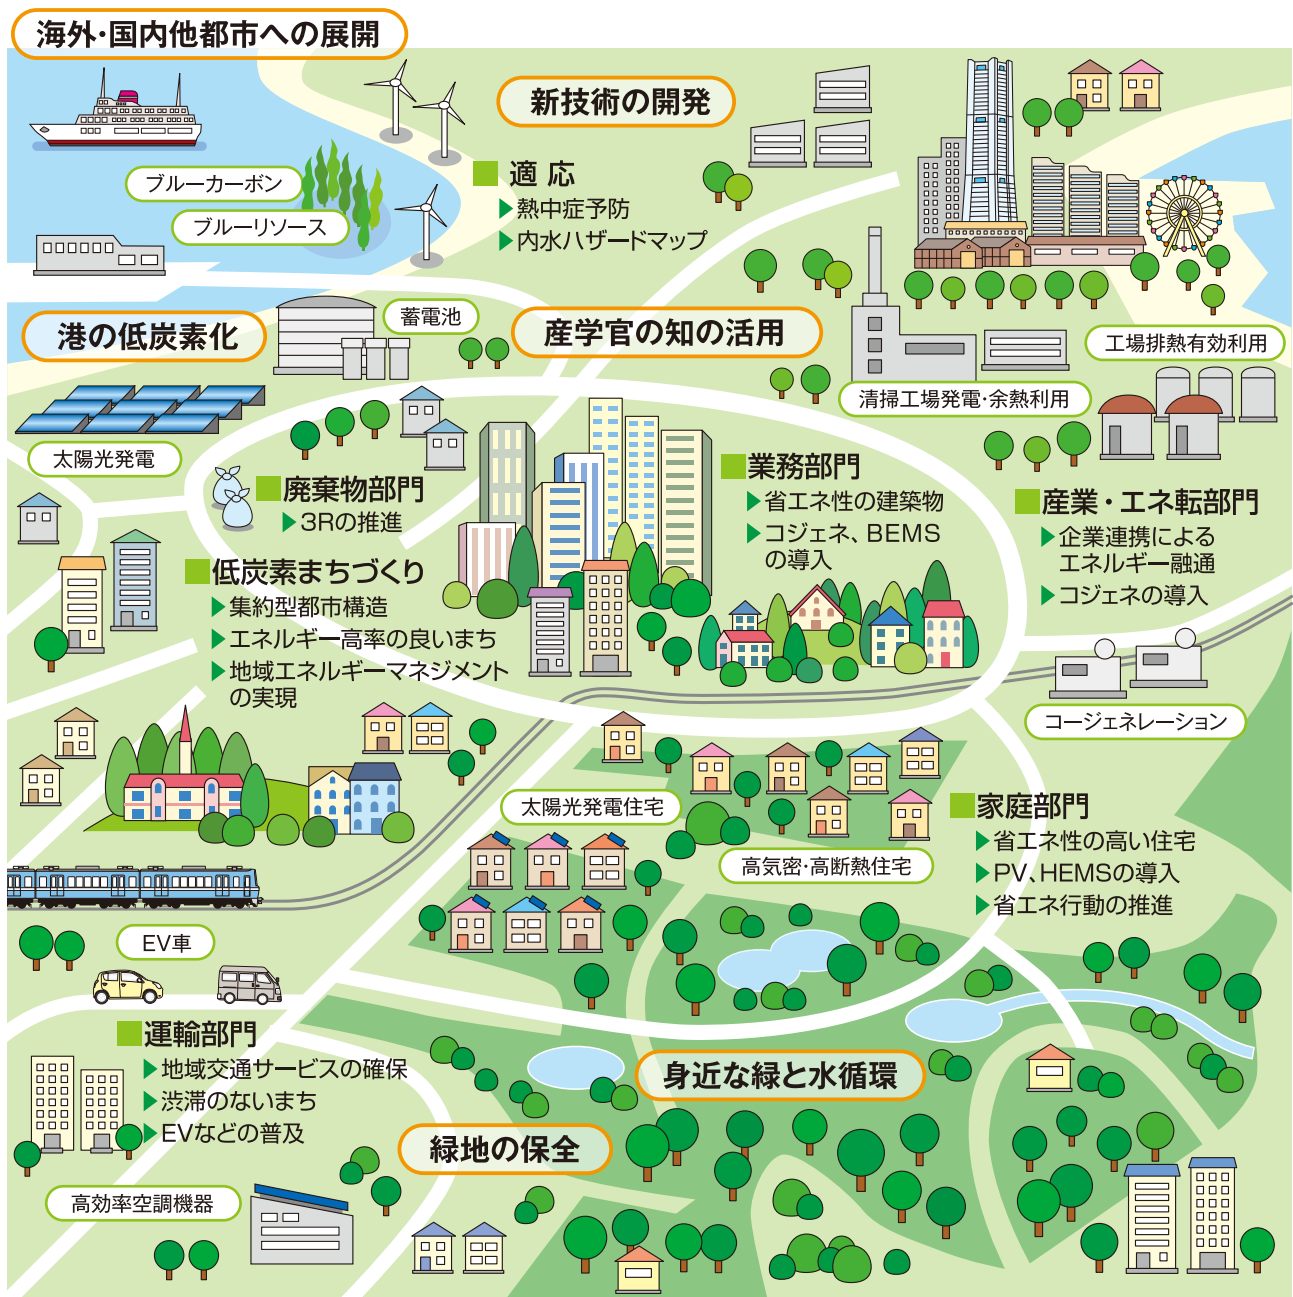 海外・国内他都市への展開
新技術の開発
ブルーカーボン
ブルーリソース
適 応
熱中症予防
内水ハザードマップ
港の低炭素化
蓄電池
産学官の知の活用
工場排熱有効利用
清掃工場発電・余熱利用
太陽光発電
廃棄物部門
3Rの推進
業務部門
省エネ性の建築物
コジェネ、BEMS
の導入
産業・エネ転部門
企業連携による
エネルギー融通
コジェネの導入
低炭素まちづくり
集約型都市構造
エネルギー高率の良いまち
地域エネルギーマネジメント
の実現
コージェネレーション
太陽光発電住宅
高気密・高断熱住宅
家庭部門
省エネ性の高い住宅
PV、HEMSの導入
省エネ行動の推進
EV車
運輸部門
地域交通サービスの確保
渋滞のないまち
EVなどの普及
身近な緑と水循環
緑地の保全
高効率空調機器